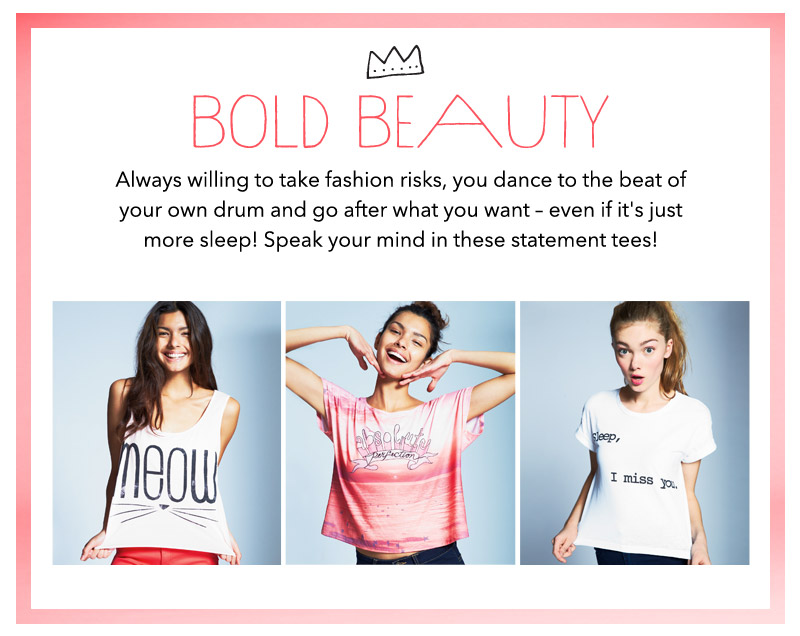 BOLD BEAUTY
Always willing to take fashion risks, you dance to the beat of
your own drum and go after what you want – even if it's just
more sleep! Speak your mind in these statement tees!
meow
absolute
perfection
Sleep,
I miss you.